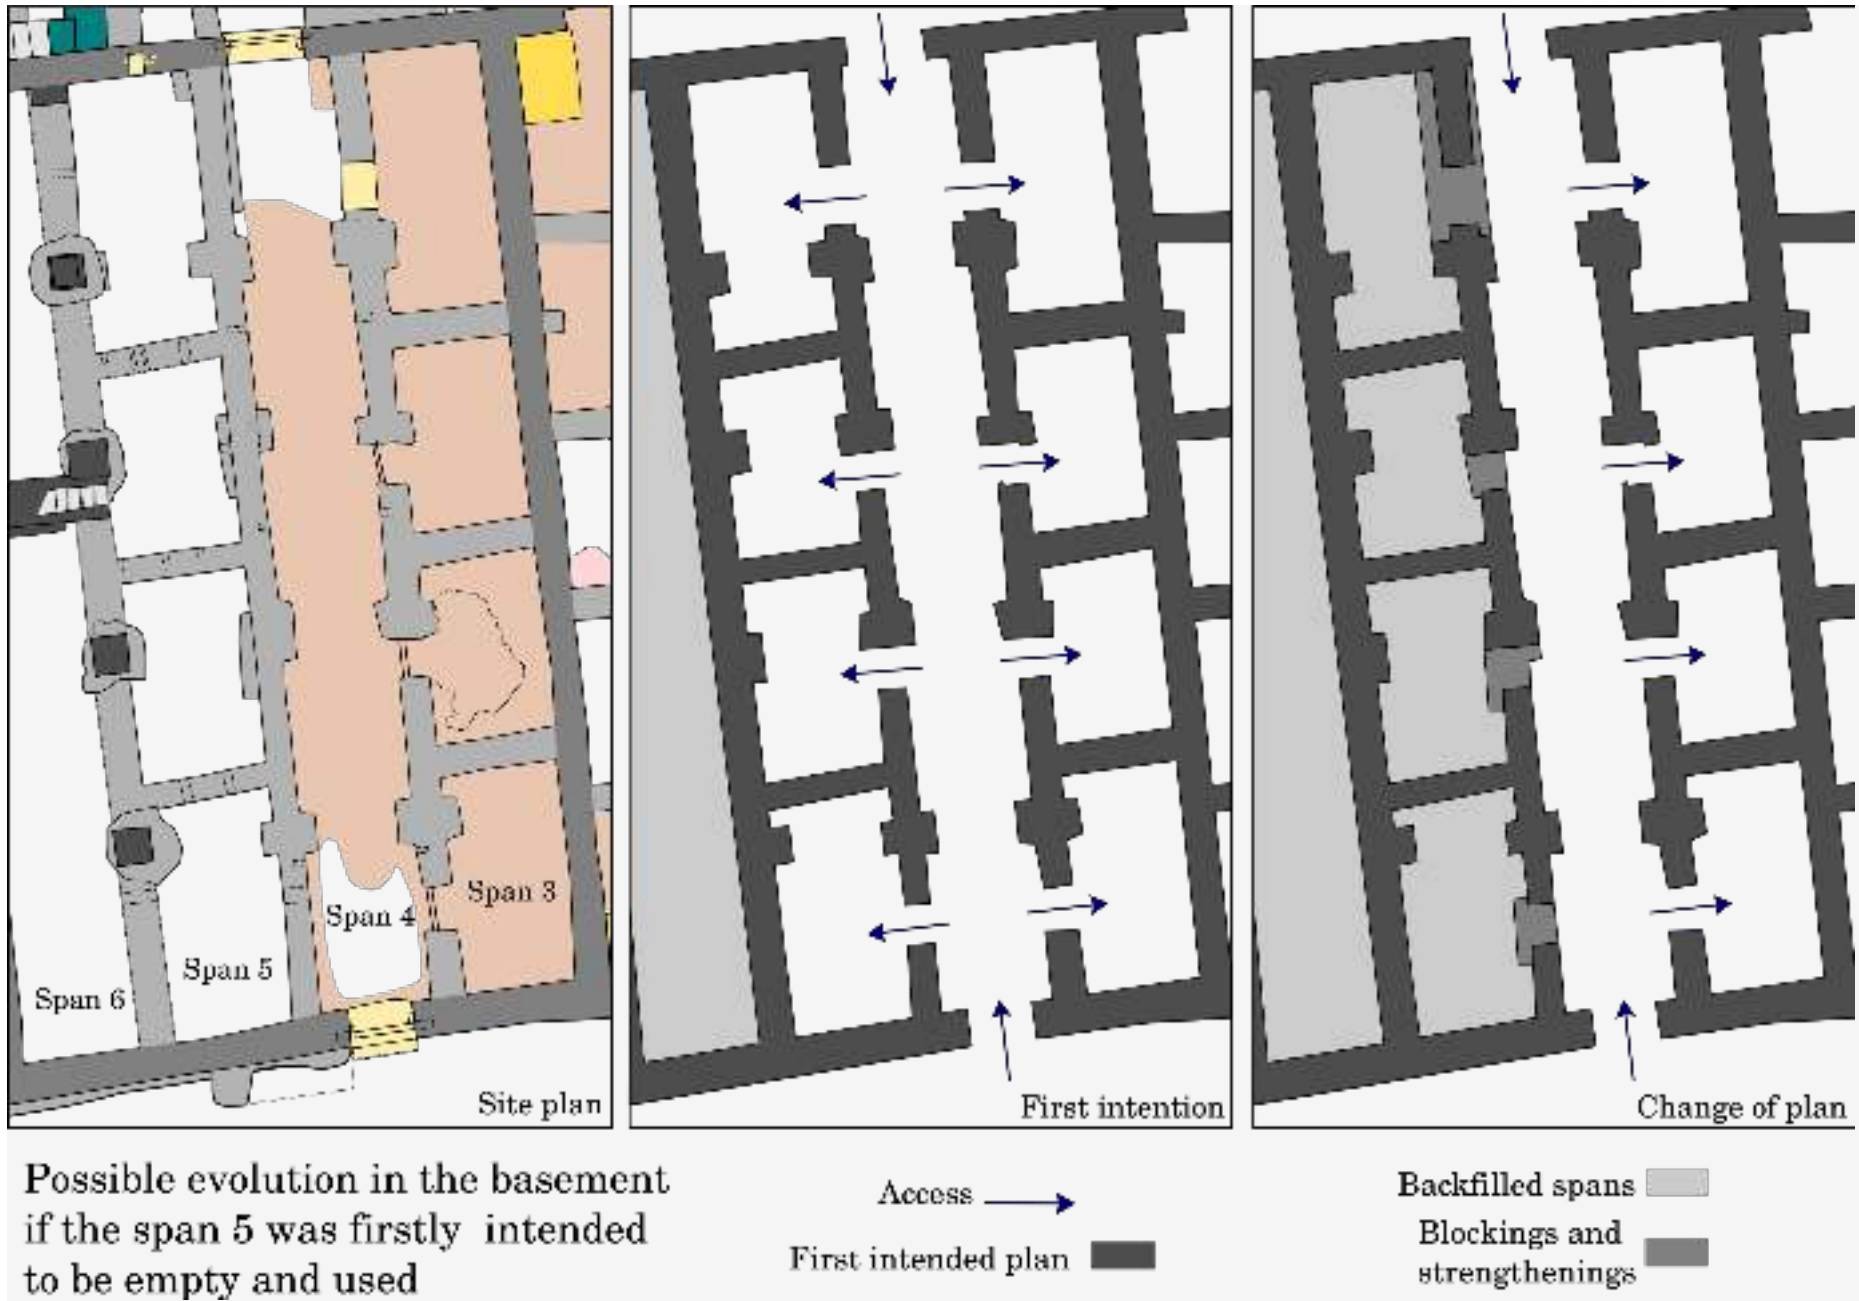 Span 3
Span 4
Span 5
Span 6
Site plan
First intention
Change of plan
Possible evolution in the basement
if the span 5 was firstly intended
to be empty and used
Access
First intended plan
Backfilled spans
Blockings and
strengthenings